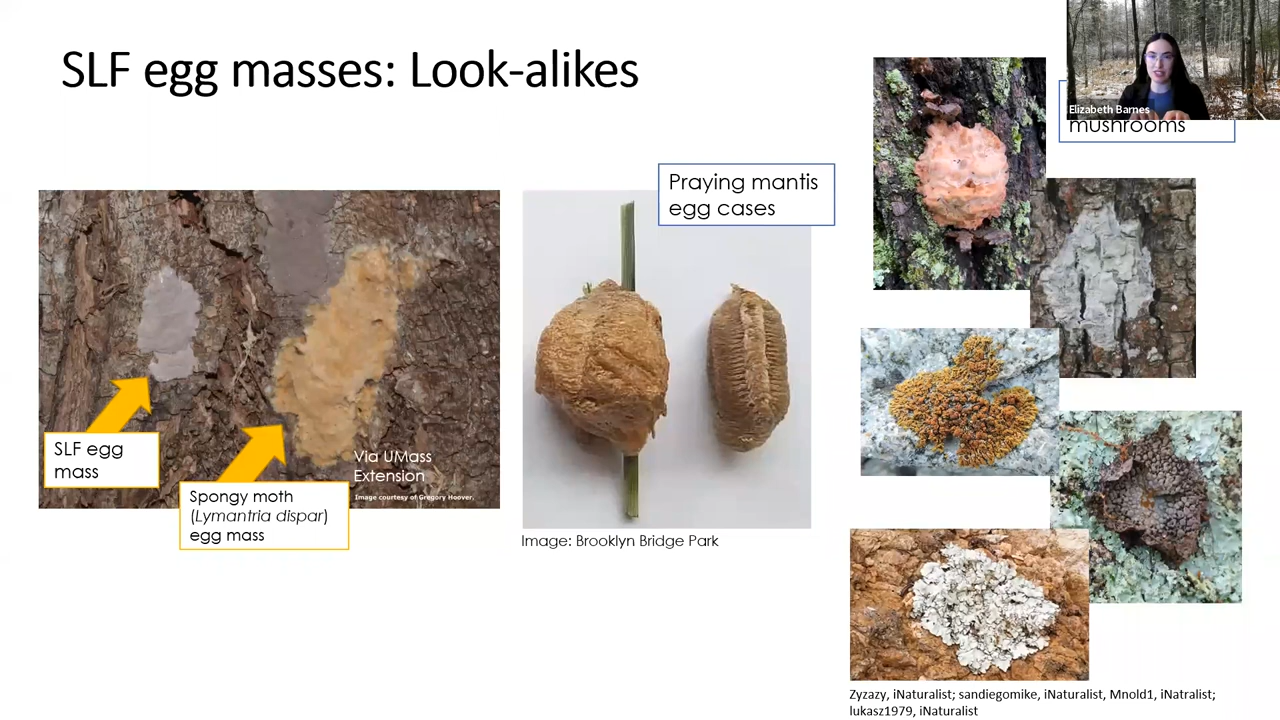 SLF egg masses: Look-alikes
Elizabeth Barnes
mushrooms
Praying mantis
egg cases
SLF egg
mass
Via UMass
Extension
Image courtesy of Gregory Hoover.
Spongy moth
(Lymantria dispar)
egg mass
Image: Brooklyn Bridge Park
Zyzazy, iNaturalist; sandiegomike, iNaturalist, Mnold1, iNatralist;
lukasz1979, iNaturalist